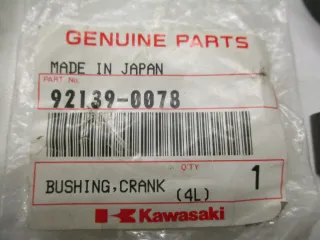 GENUINE PARTS
MADE IN JAPAN
PART No.
92139-0078
QTY
BUSHING,CRANK (4L) 1
Kawasaki